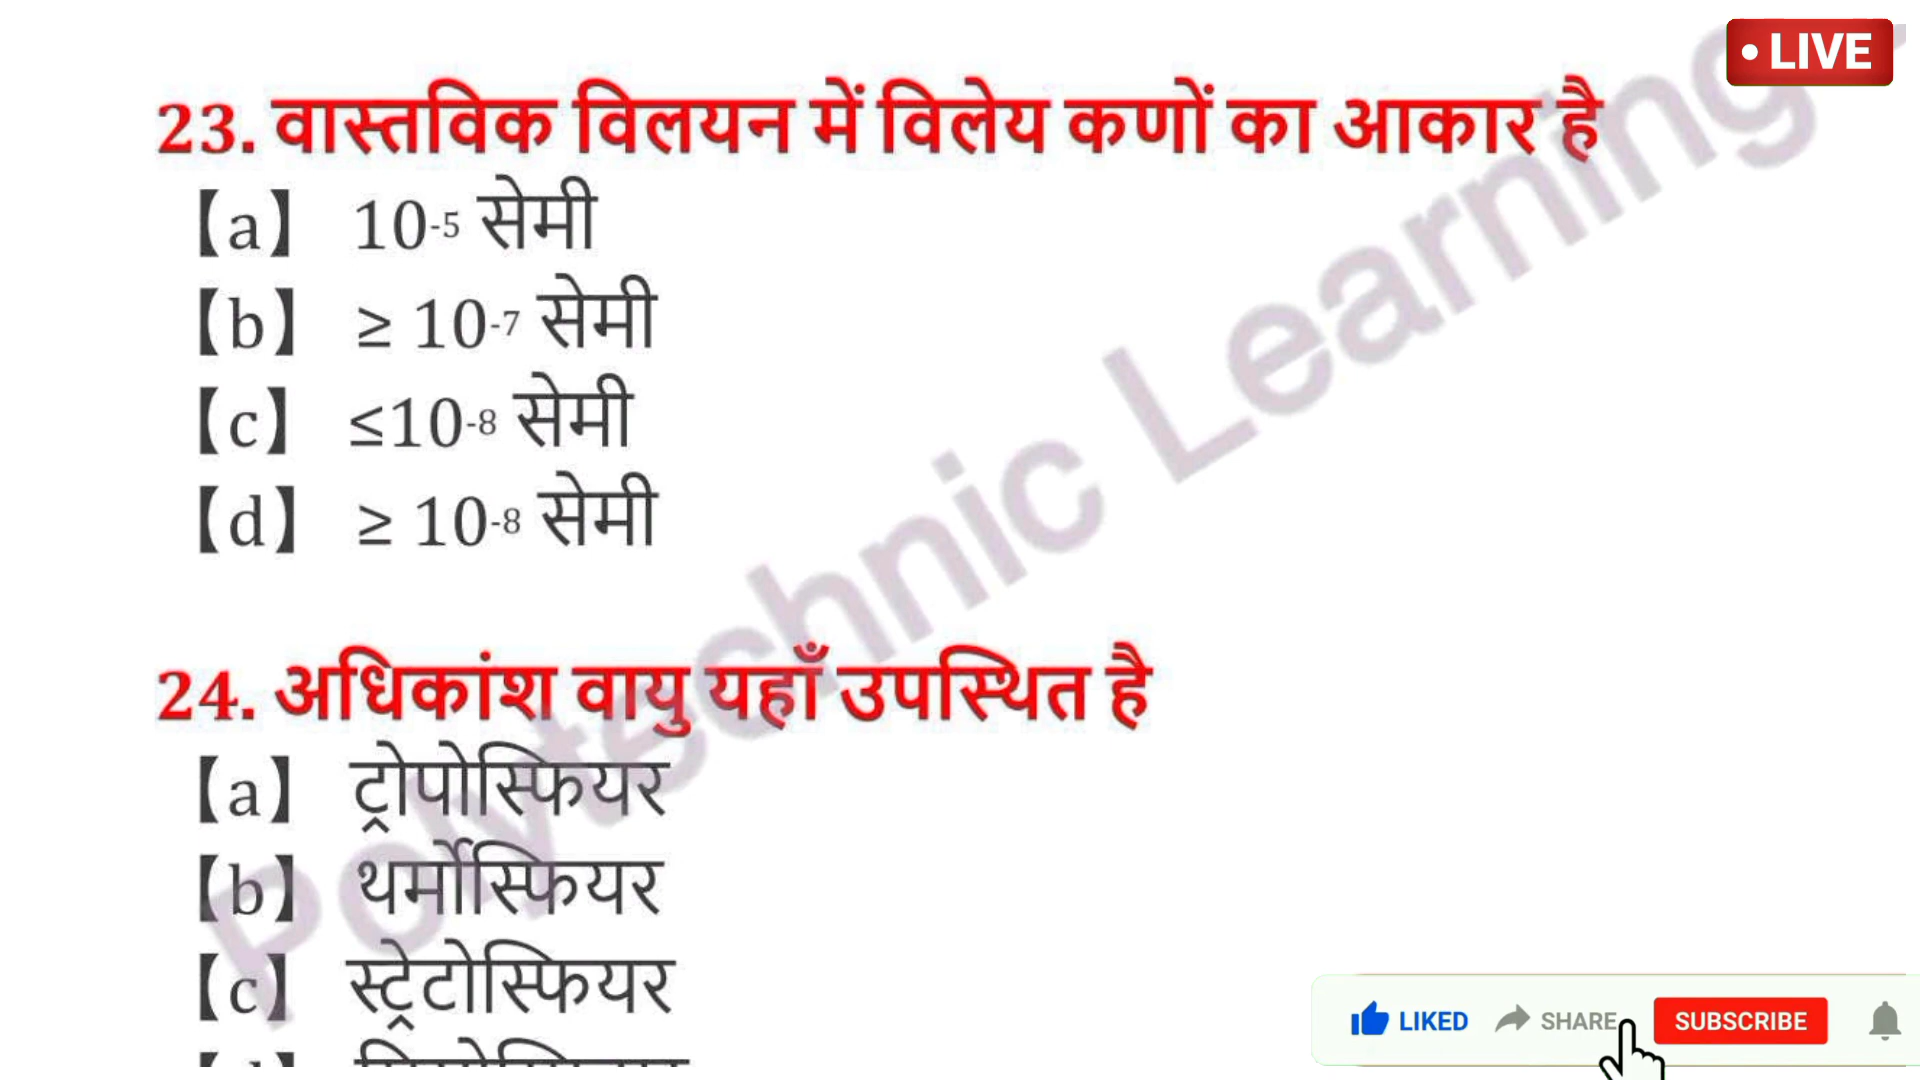 • LIVE
23. वास्तविक विलयन में विलेय कणों का आकार है
【a】 10-5 सेमी
【b】 ≥ 10-7 सेमी
【c】 ≤10-8 सेमी
【d】 ≥ 10-8 सेमी
24. अधिकांश वायु यहाँ उपस्थित है
【a】 ट्रोपोस्फियर
【b】 थर्मोस्फियर
【c】 स्ट्रेटोस्फियर
Polytechnic Learning
LIKED SHARE SUBSCRIBE